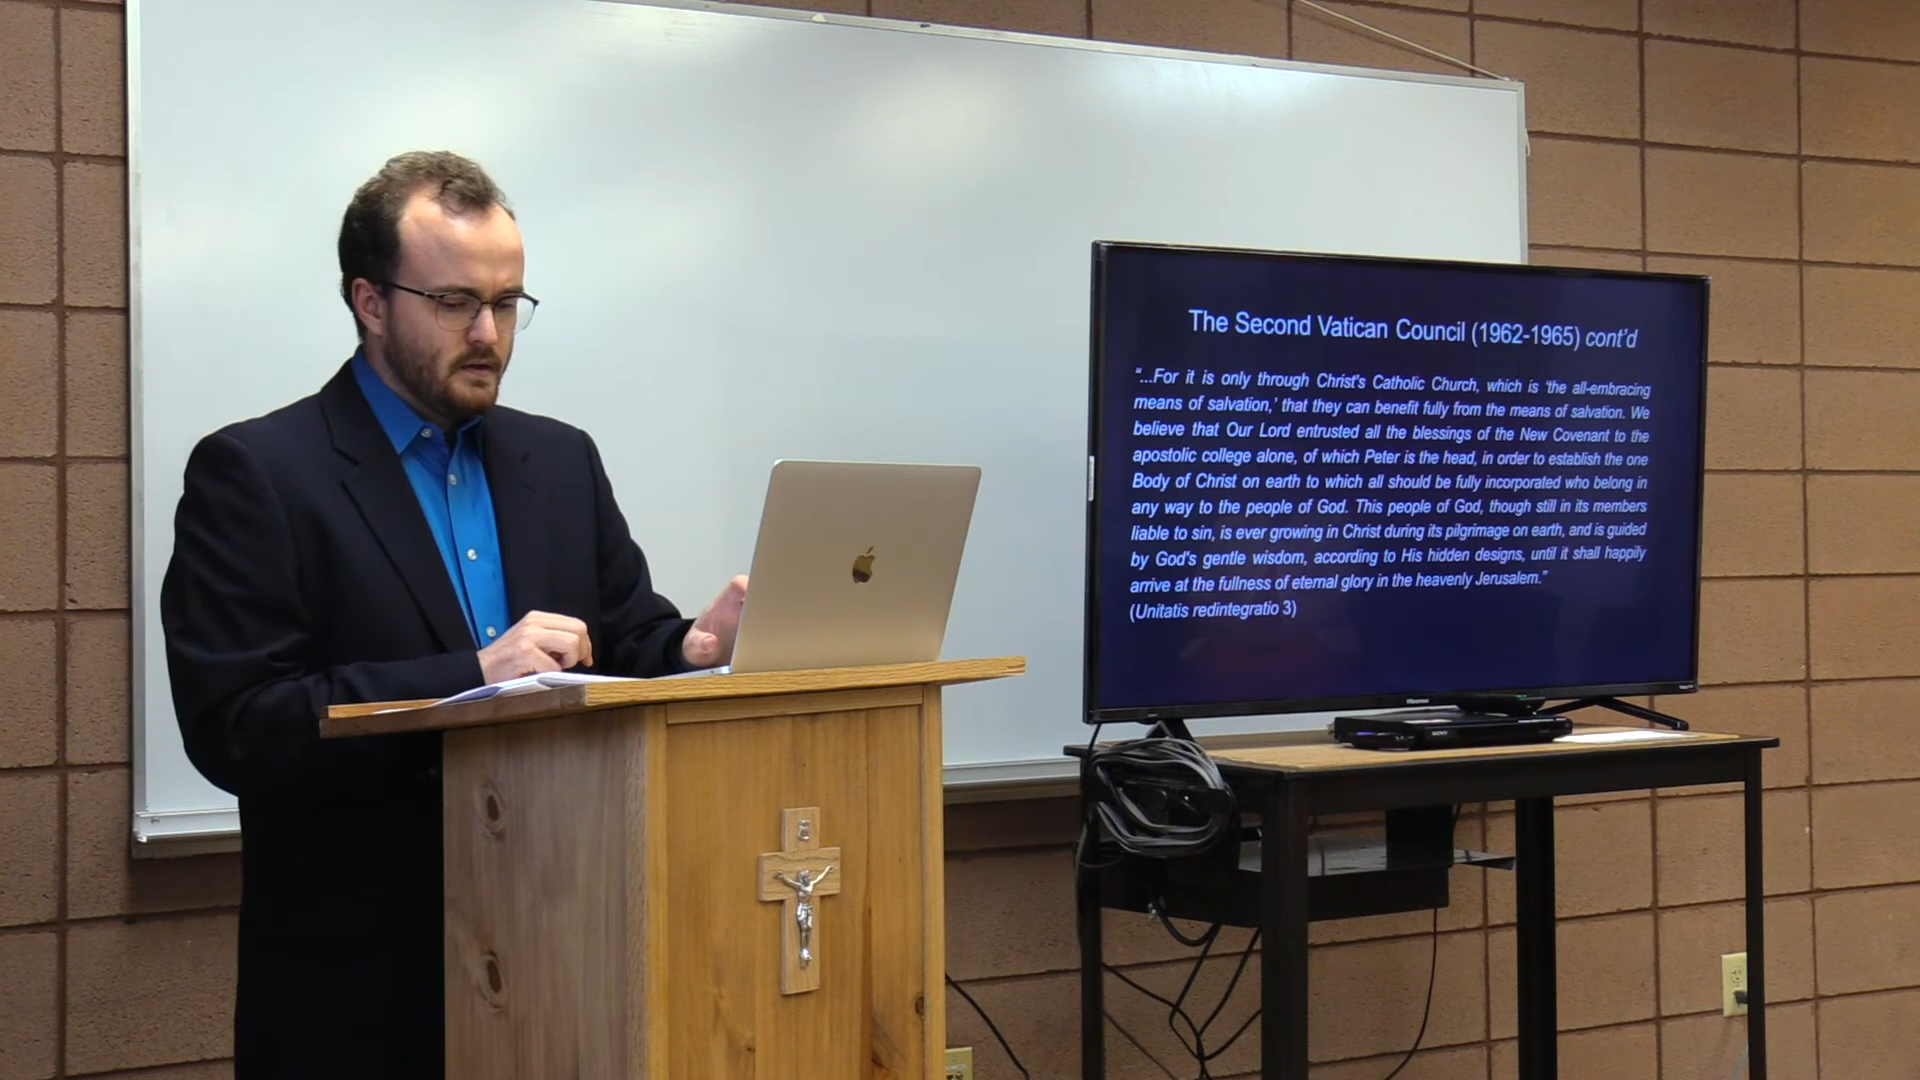 The Second Vatican Council (1962-1965) cont'd
“...For it is only through Christ's Catholic Church, which is 'the all-embracing
means of salvation,' that they can benefit fully from the means of salvation. We
believe that Our Lord entrusted all the blessings of the New Covenant to the
apostolic college alone, of which Peter is the head, in order to establish the one
Body of Christ on earth to which all should be fully incorporated who belong in
any way to the people of God. This people of God, though still in its members
liable to sin, is ever growing in Christ during its pilgrimage on earth, and is guided
by God's gentle wisdom, according to His hidden designs, until it shall happily
arrive at the fullness of eternal glory in the heavenly Jerusalem.”
(Unitatis redintegratio 3)
Hisense
SONY